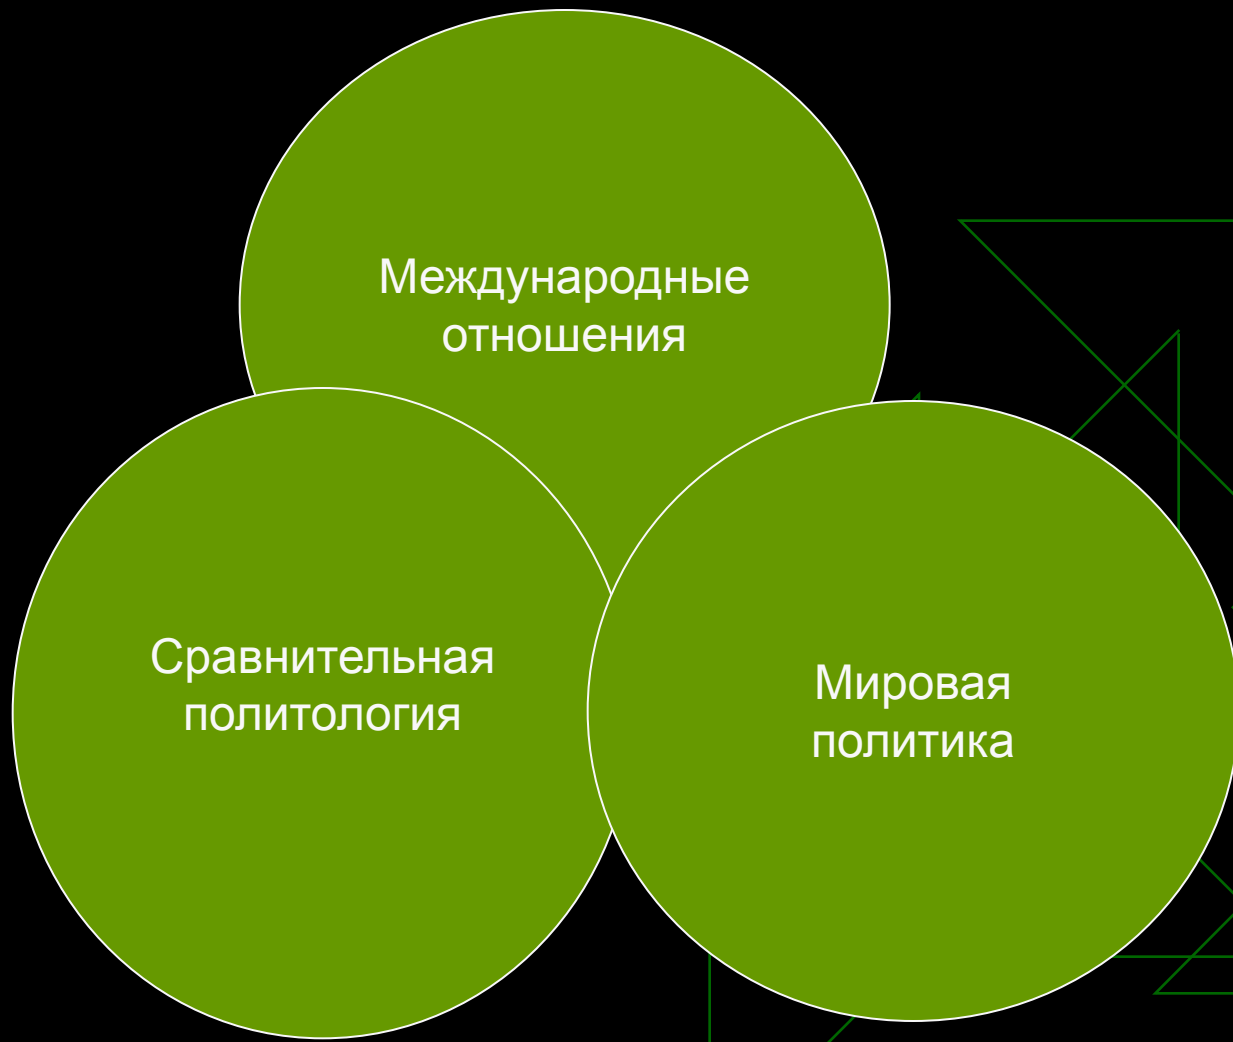 Международные
отношения
Сравнительная
политология
Мировая
политика